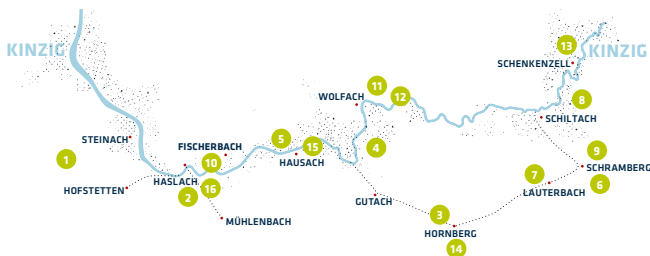 13
KINZIG
KINZIG
SCHENKENZELL
11
WOLFACH
12
8
SCHILTACH
STEINACH
5
FISCHERBACH
15
4
HAUSACH
1
10
9
SCHRAMBERG
HASLACH
7
HOFSTETTEN
16
6
2
LAUTERBACH
GUTACH
3
MÜHLENBACH
HORNBERG
14